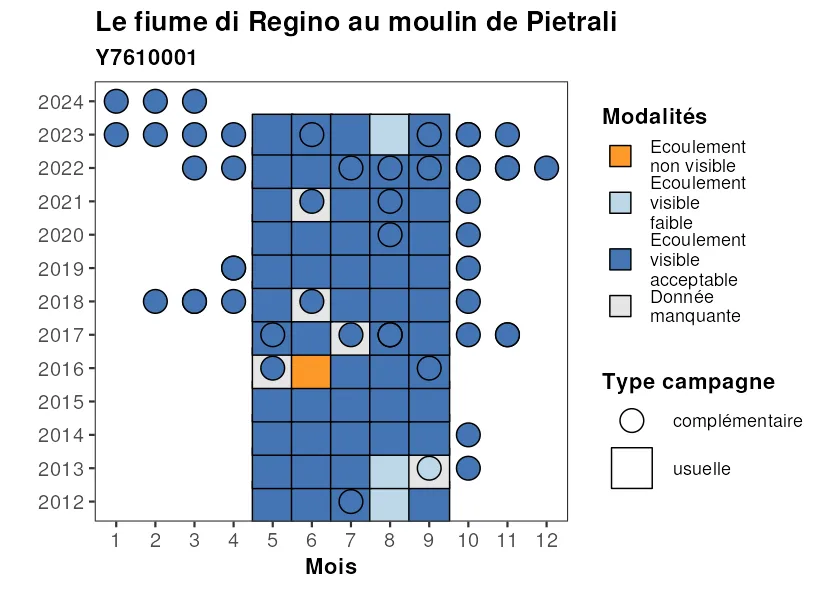 Le fiume di Regino au moulin de Pietrali
Y7610001
2024
2023
2022
2021
2020
2019
2018
2017
2016
2015
2014
2013
2012
1 2 3 4 5 6 7 8 9 10 11 12
Mois
Modalités
Ecoulement
non visible
Ecoulement
visible
faible
Ecoulement
visible
acceptable
Donnée
manquante
Type campagne
complémentaire
usuelle